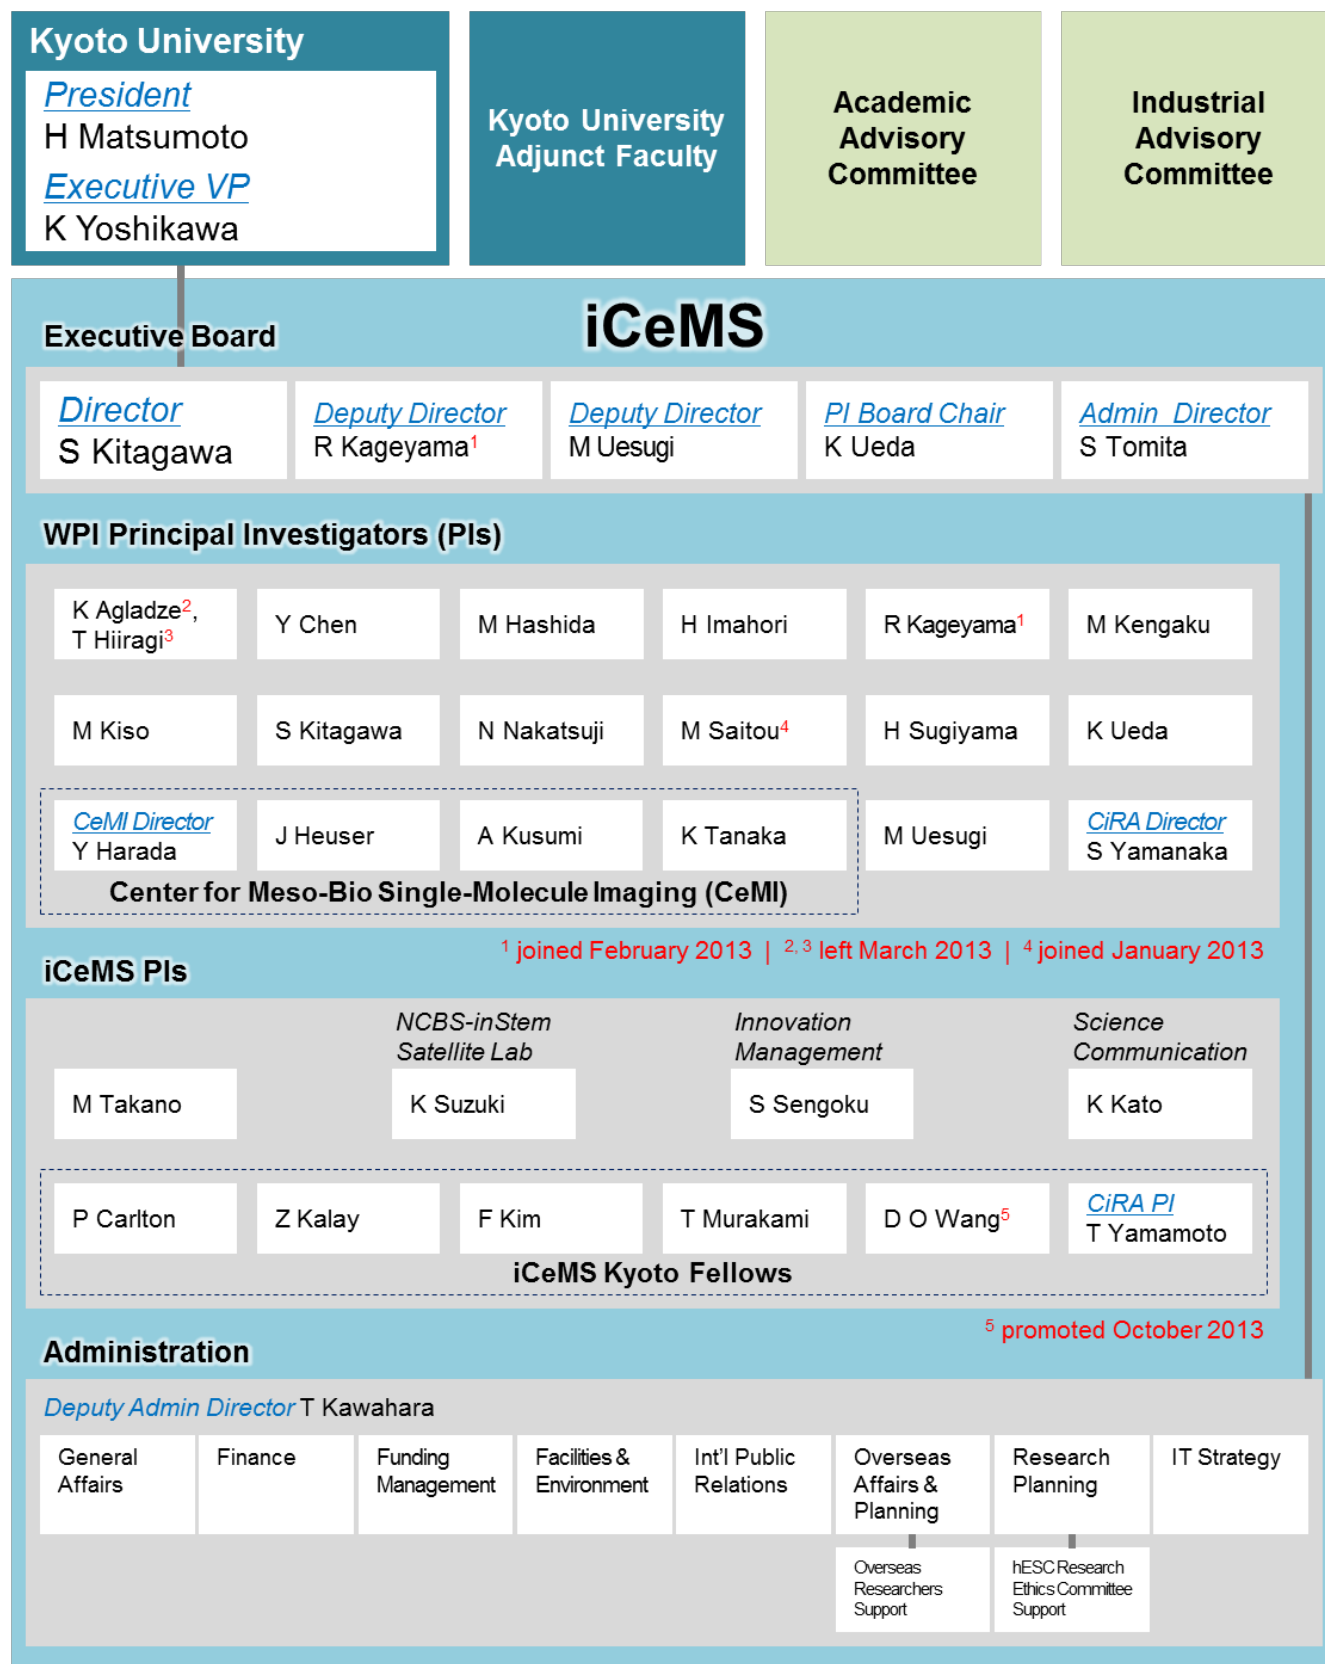 Kyoto University
President
H Matsumoto
Executive VP
K Yoshikawa
Kyoto University
Adjunct Faculty
Academic
Advisory
Committee
Industrial
Advisory
Committee
iCeMS
Executive Board
Director
S Kitagawa
Deputy Director
R Kageyama¹
Deputy Director
M Uesugi
PI Board Chair
K Ueda
Admin Director
S Tomita
WPI Principal Investigators (PIs)
K Agladze²,
T Hiiragi³
Y Chen
M Hashida
H Imahori
R Kageyama¹
M Kengaku
M Kiso
S Kitagawa
N Nakatsuji
M Saitou⁴
H Sugiyama
K Ueda
CeMI Director
Y Harada
J Heuser
A Kusumi
K Tanaka
M Uesugi
CiRA Director
S Yamanaka
Center for Meso-Bio Single-Molecule Imaging (CeMI)
¹ joined February 2013 | ²,³ left March 2013 | ⁴ joined January 2013
iCeMS PIs
M Takano
NCBS-inStem
Satellite Lab
K Suzuki
Innovation
Management
S Sengoku
Science
Communication
K Kato
P Carlton
Z Kalay
F Kim
T Murakami
D O Wang⁵
CiRA PI
T Yamamoto
iCeMS Kyoto Fellows
⁵ promoted October 2013
Administration
Deputy Admin Director T Kawahara
General
Affairs
Finance
Funding
Management
Facilities &
Environment
Int'l Public
Relations
Overseas
Affairs &
Planning
Research
Planning
IT Strategy
Overseas
Researchers
Support
hESC Research
Ethics Committee
Support